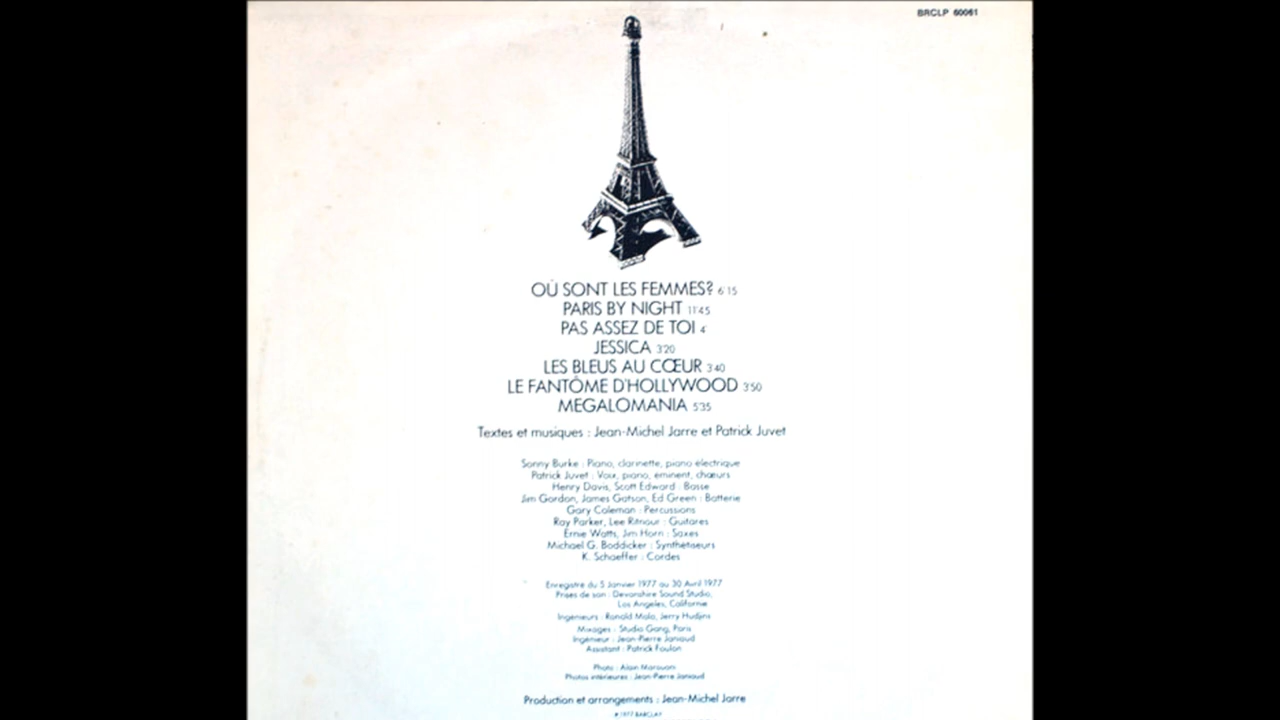 BRCLP 60061
OÙ SONT LES FEMMES? 6'15
PARIS BY NIGHT 11'45
PAS ASSEZ DE TOI 4'
JESSICA 3'20
LES BLEUS AU CŒUR 3'40
LE FANTÔME D'HOLLYWOOD 3'50
MEGALOMANIA 5'35
Textes et musiques : Jean-Michel Jarre et Patrick Juvet
Sonny Burke : Piano, clarinette, piano électrique
Patrick Juvet : Voix, piano, eminent, chœurs
Henry Davis, Scott Edward : Basse
Jim Gordon, James Gatson, Ed Green : Batterie
Gary Coleman : Percussions
Ray Parker, Lee Ritnour : Guitares
Ernie Watts, Jim Horn : Saxes
Michael G. Boddicker : Synthétiseurs
K. Schaeffer : Cordes
Enregistré du 5 Janvier 1977 au 30 Avril 1977
Prises de son : Devonshire Sound Studio,
Los Angeles, Californie
Ingénieurs : Ronald Malo, Jerry Hudgins
Mixages : Studio Gang, Paris
Ingénieur : Jean-Pierre Janiaud
Assistant : Patrick Foulon
Photo : Alain Marouani
Photos intérieures : Jean-Pierre Janiaud
Production et arrangements : Jean-Michel Jarre
℗ 1977 BARCLAY